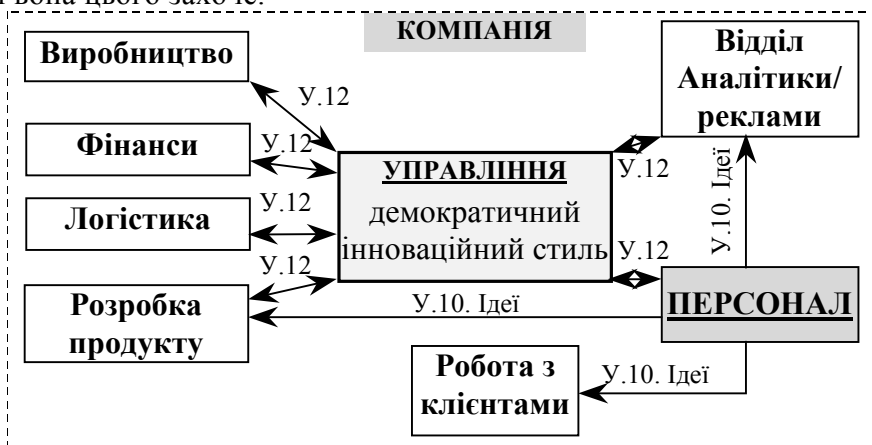 вона цього захоче.
КОМПАНІЯ
Виробництво
Відділ
Аналітики/
реклами
У.12
Фінанси
У.12
УПРАВЛІННЯ
демократичний
інноваційний стиль
У.12
У.10. Ідеї
Логістика
У.12
У.12
У.12
Розробка
продукту
У.10. Ідеї
ПЕРСОНАЛ
Робота з
клієнтами
У.10. Ідеї